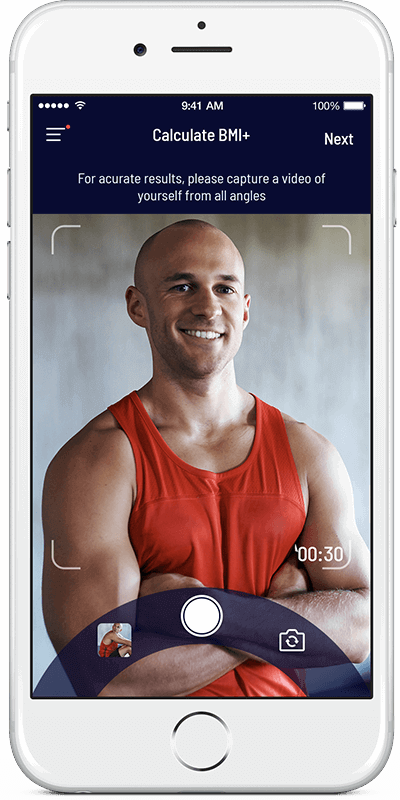 9:41 AM
100%
Calculate BMI+
Next
For acurate results, please capture a video of
yourself from all angles
00:30